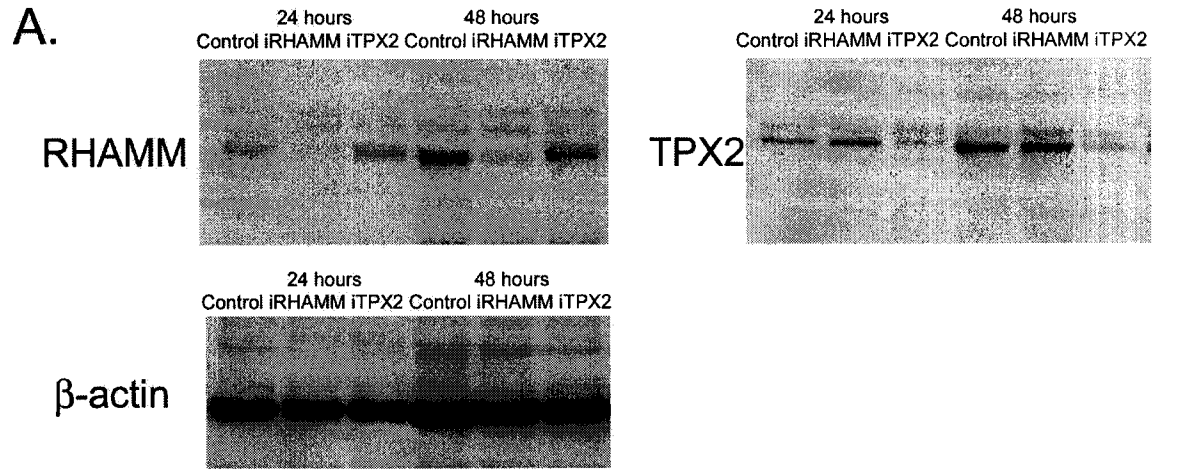 A.
24 hours 48 hours
Control iRHAMM iTPX2 Control iRHAMM iTPX2
RHAMM
24 hours 48 hours
Control iRHAMM iTPX2 Control iRHAMM iTPX2
TPX2
24 hours 48 hours
Control iRHAMM iTPX2 Control iRHAMM iTPX2
β-actin